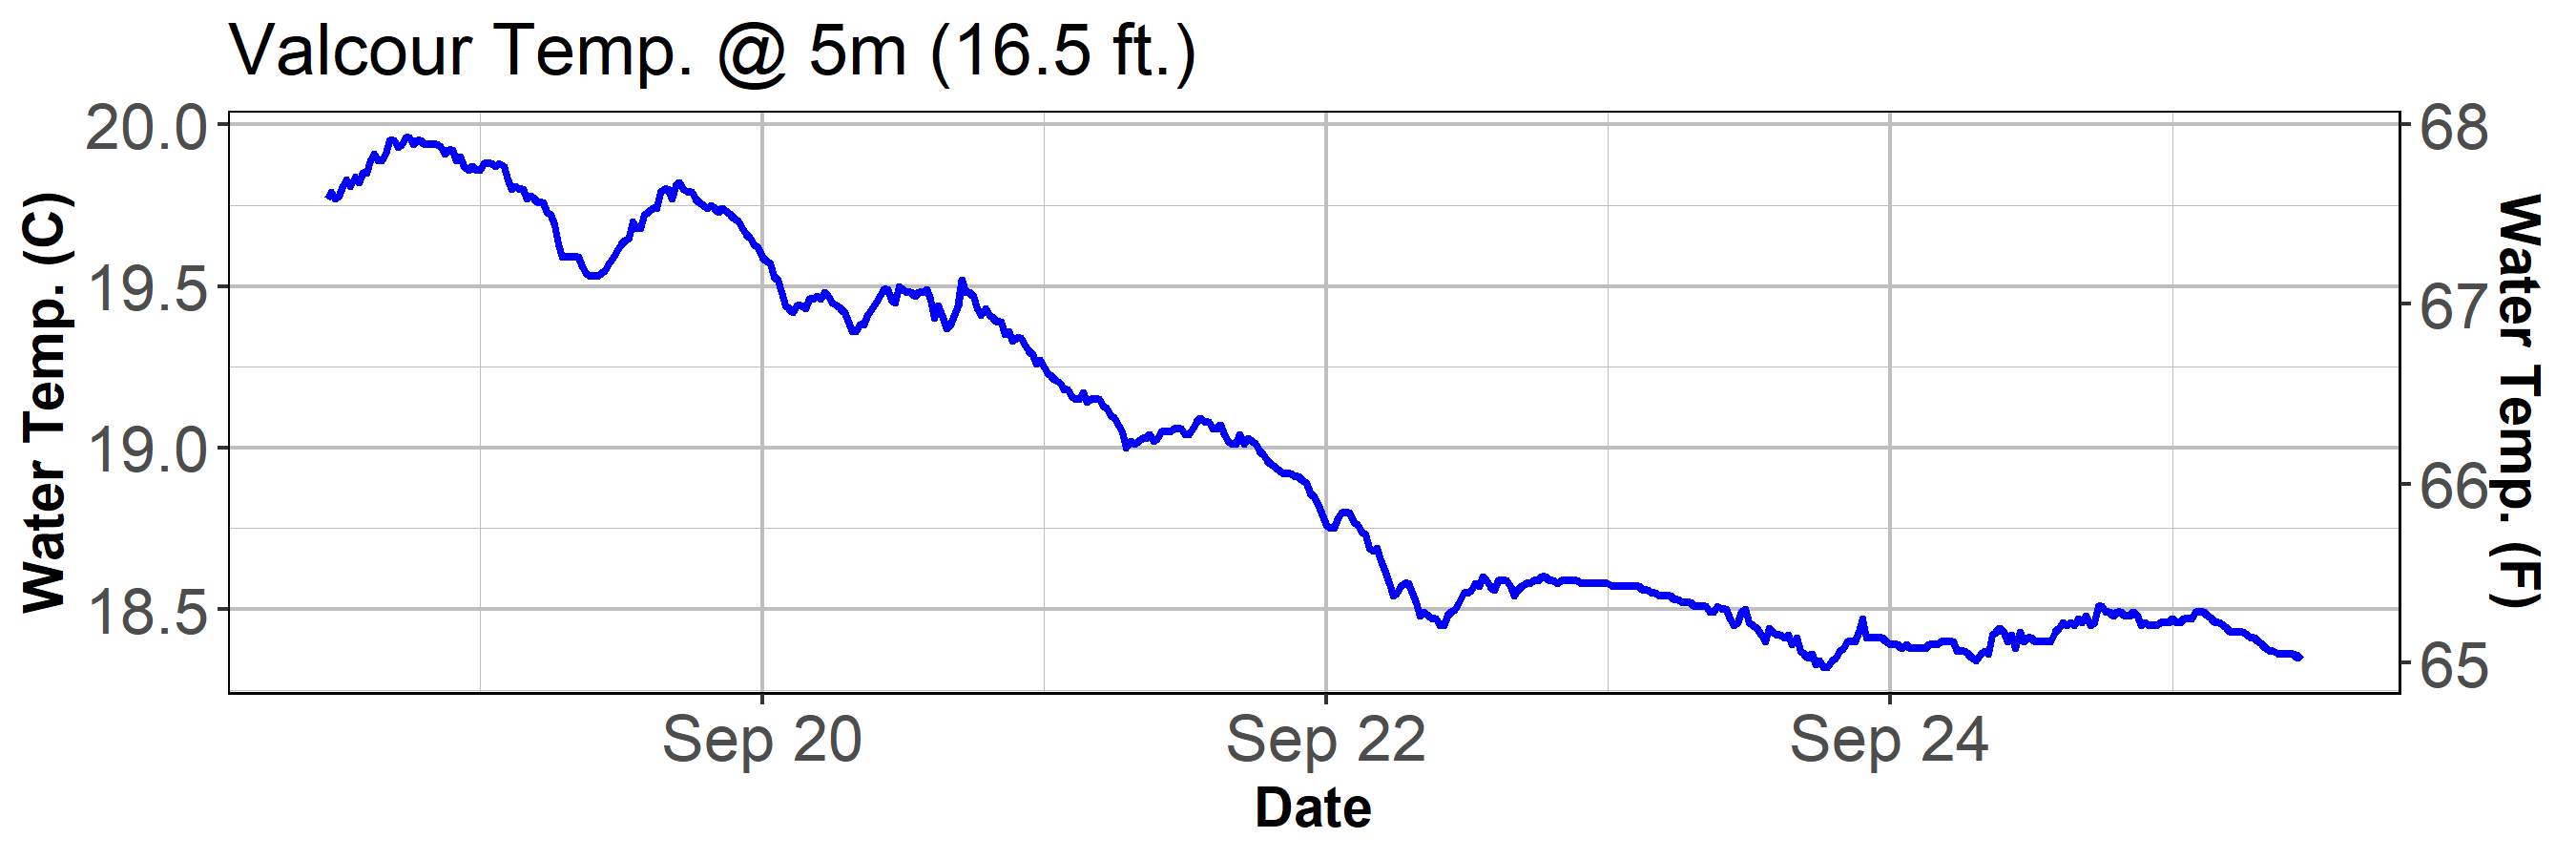 Valcour Temp. @ 5m (16.5 ft.)
Water Temp. (C)
20.0
19.5
19.0
18.5
68
67
66
65
Water Temp. (F)
Sep 20
Sep 22
Sep 24
Date